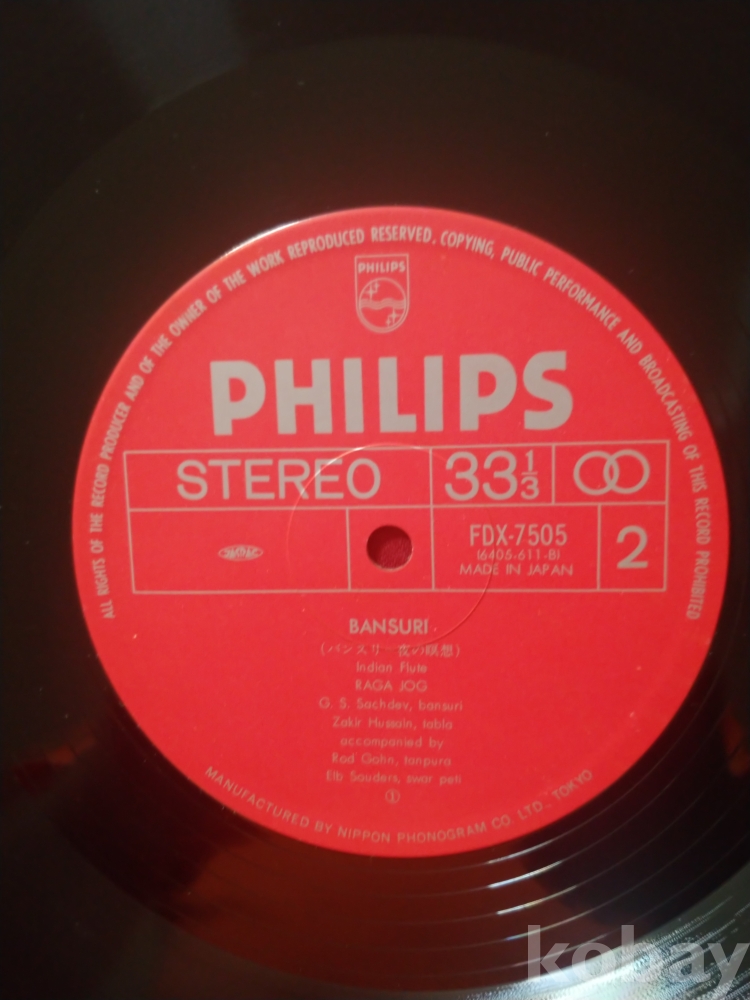 ALL RIGHTS OF THE RECORD PRODUCER AND OF THE OWNER OF THE WORK REPRODUCED RESERVED. COPYING, PUBLIC PERFORMANCE AND BROADCASTING OF THIS RECORD PROHIBITED
PHILIPS
PHILIPS
STEREO
33 1/3
FDX-7505
(6405-611-B)
MADE IN JAPAN
2
BANSURI
(バンスリ─夜の瞑想)
Indian Flute
RAGA JOG
G. S. Sachdev, bansuri
Zakir Hussain, tabla
accompanied by
Rod Gahn, tanpura
Elb Souders, swar peti
①
MANUFACTURED BY NIPPON PHONOGRAM CO. LTD., TOKYO
kobay